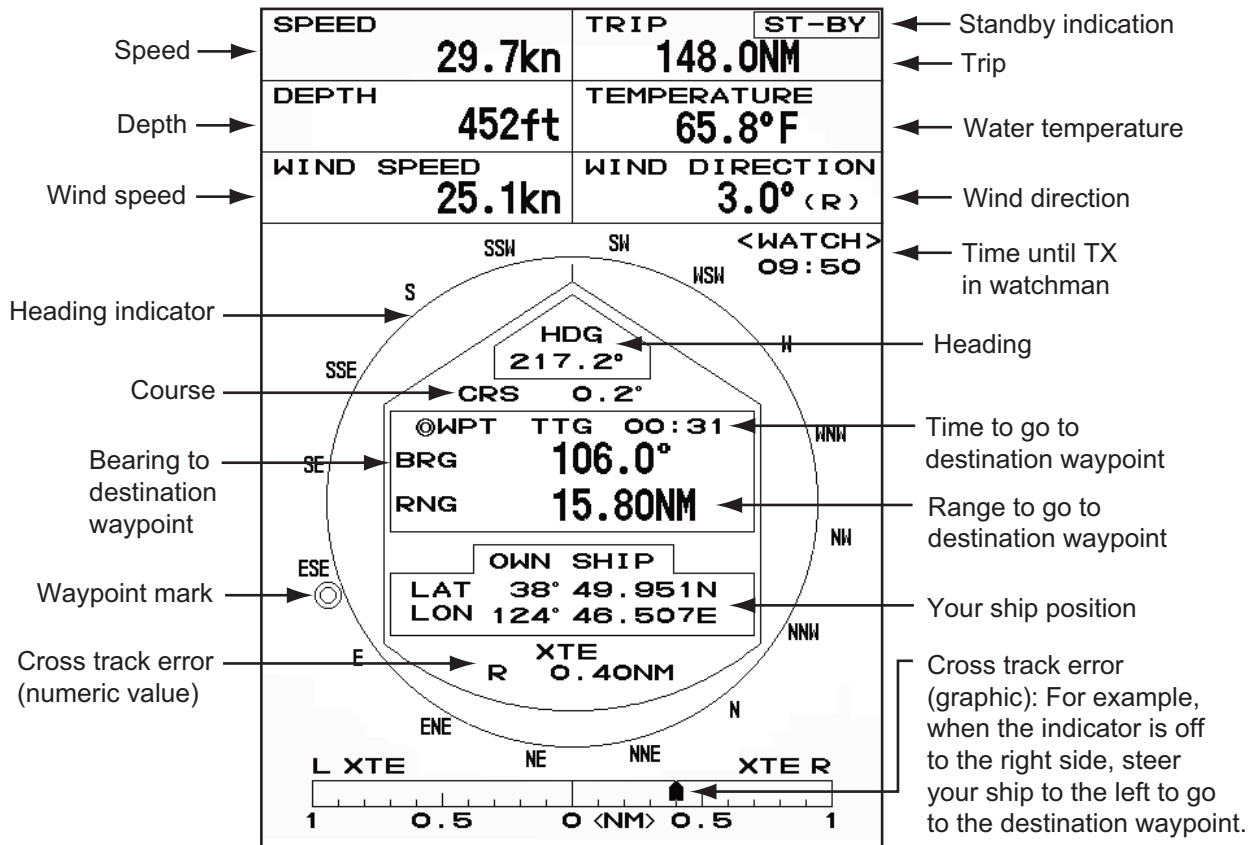 SPEED
29.7kn
TRIP
ST-BY
148.0NM
DEPTH
452ft
TEMPERATURE
65.8°F
WIND SPEED
25.1kn
WIND DIRECTION
3.0° (R)
<WATCH>
09:50
SSW
SW
WSW
S
W
SSE
WNW
SE
NW
ESE
NNW
E
N
ENE
NE
NNE
HDG
217.2°
CRS 0.2°
◎WPT TTG 00:31
BRG 106.0°
RNG 15.80NM
OWN SHIP
LAT 38° 49.951N
LON 124° 46.507E
XTE
R 0.40NM
L XTE
XTE R
1 0.5 0 <NM> 0.5 1
Speed
Depth
Wind speed
Heading indicator
Course
Bearing to
destination
waypoint
Waypoint mark
Cross track error
(numeric value)
Standby indication
Trip
Water temperature
Wind direction
Time until TX
in watchman
Heading
Time to go to
destination waypoint
Range to go to
destination waypoint
Your ship position
Cross track error
(graphic): For example,
when the indicator is off
to the right side, steer
your ship to the left to go
to the destination waypoint.